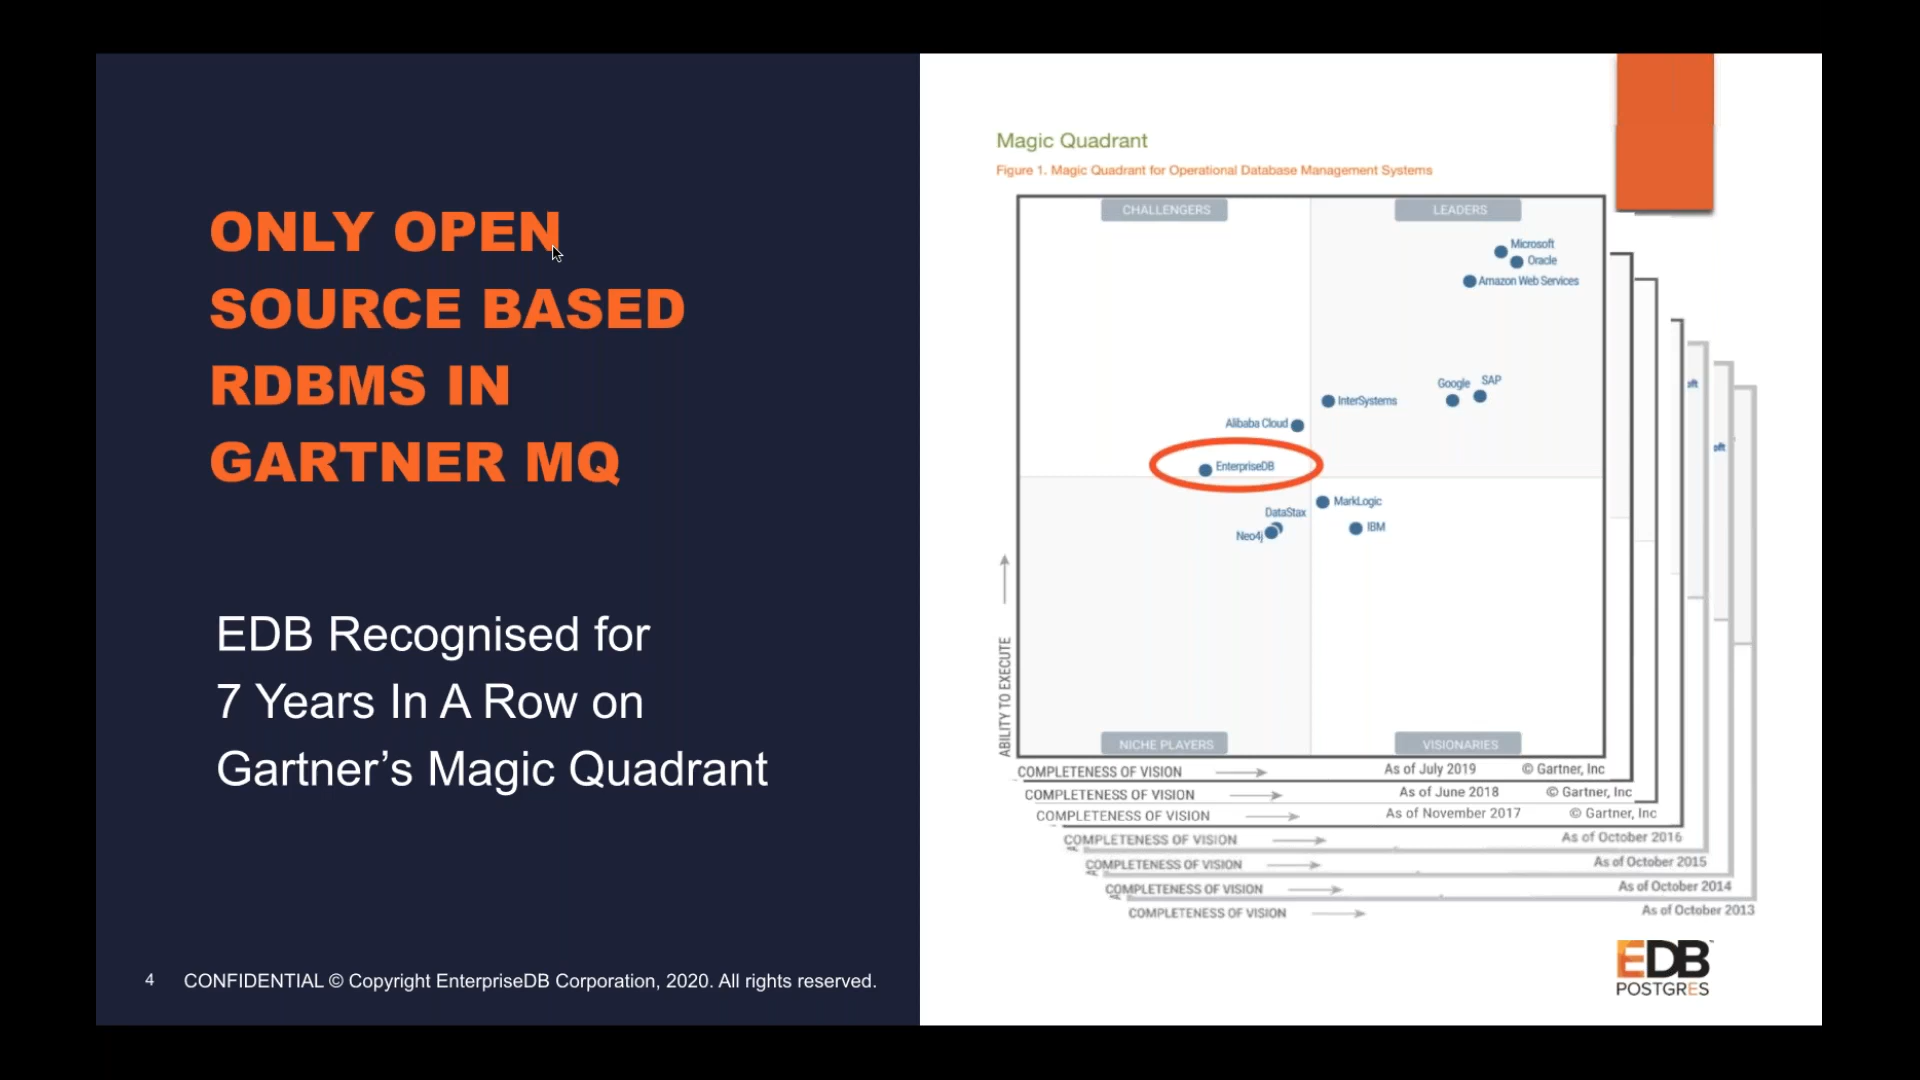 ONLY OPEN
SOURCE BASED
RDBMS IN
GARTNER MQ
EDB Recognised for
7 Years In A Row on
Gartner’s Magic Quadrant
4 CONFIDENTIAL © Copyright EnterpriseDB Corporation, 2020. All rights reserved.
Magic Quadrant
Figure 1. Magic Quadrant for Operational Database Management Systems
CHALLENGERS LEADERS
Microsoft
Oracle
Amazon Web Services
Google SAP
InterSystems
Alibaba Cloud
EnterpriseDB
MarkLogic
DataStax
IBM
Neo4j
ABILITY TO EXECUTE
NICHE PLAYERS VISIONARIES
COMPLETENESS OF VISION As of July 2019 © Gartner, Inc
COMPLETENESS OF VISION As of June 2018 © Gartner, Inc
COMPLETENESS OF VISION As of November 2017 © Gartner, Inc
COMPLETENESS OF VISION As of October 2016
COMPLETENESS OF VISION As of October 2015
COMPLETENESS OF VISION As of October 2014
COMPLETENESS OF VISION As of October 2013
EDB
POSTGRES